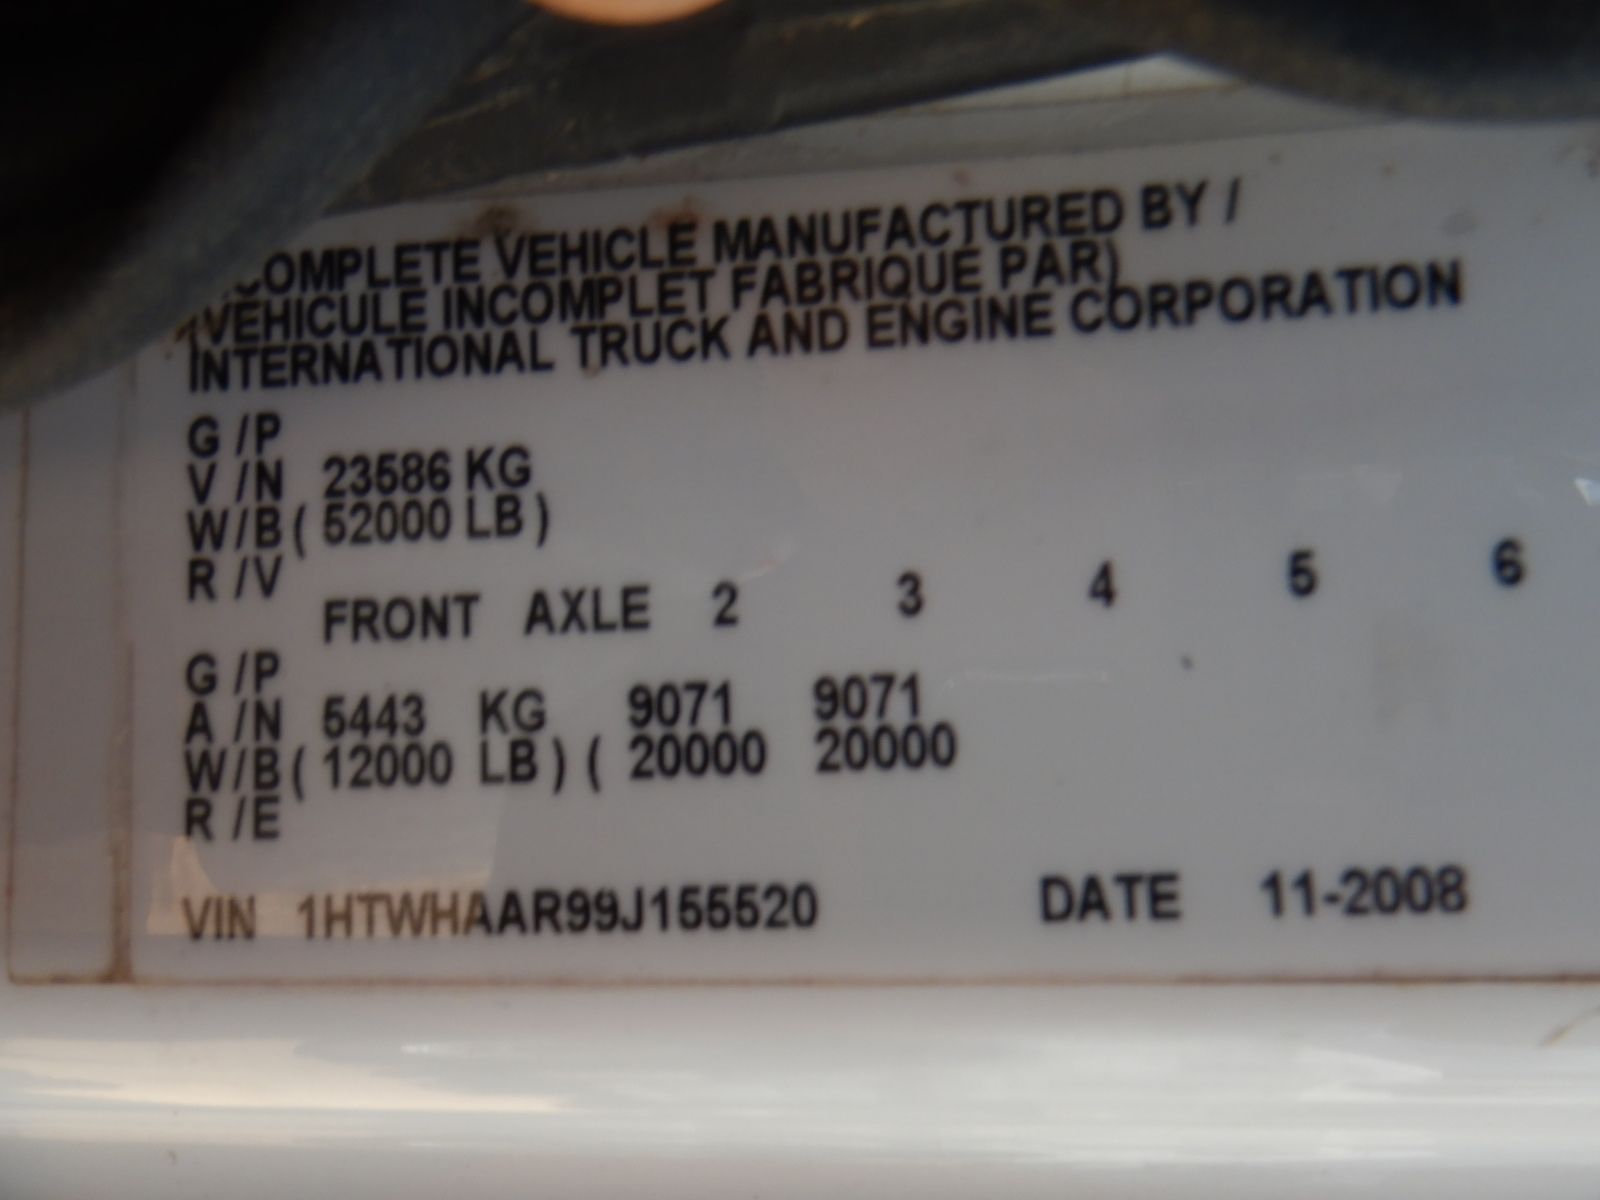 COMPLETE VEHICLE MANUFACTURED BY /
(VEHICULE INCOMPLET FABRIQUE PAR)
INTERNATIONAL TRUCK AND ENGINE CORPORATION
G /P
V /N 23586 KG
W/B ( 52000 LB )
R /V
FRONT AXLE 2 3 4 5 6
G /P
A /N 5443 KG 9071 9071
W/B ( 12000 LB ) ( 20000 20000
R /E
VIN 1HTWHAAR99J155520 DATE 11-2008